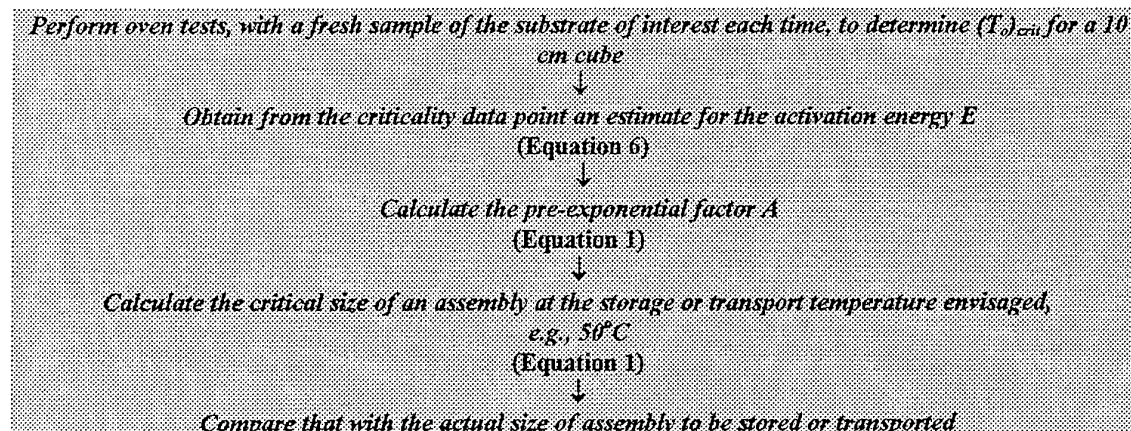 Perform oven tests, with a fresh sample of the substrate of interest each time, to determine (Tₒ)crit for a 10
cm cube
↓
Obtain from the criticality data point an estimate for the activation energy E
(Equation 6)
↓
Calculate the pre-exponential factor A
(Equation 1)
↓
Calculate the critical size of an assembly at the storage or transport temperature envisaged,
e.g., 50°C
(Equation 1)
↓
Compare that with the actual size of assembly to be stored or transported